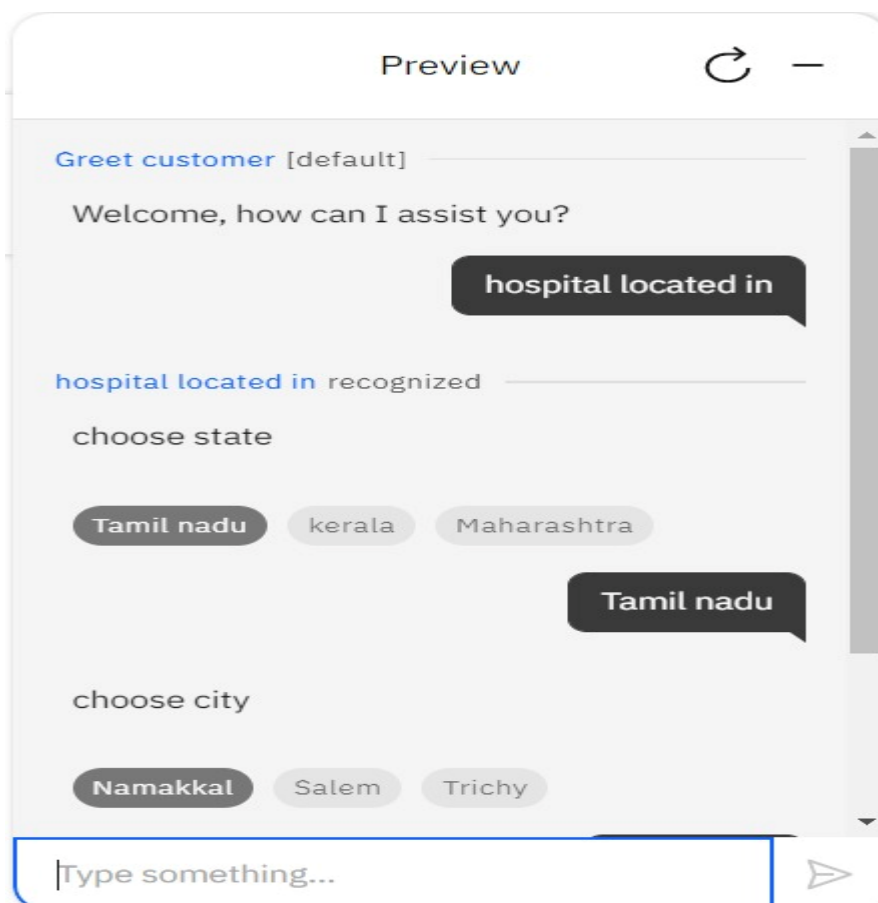 Preview
Greet customer [default]
Welcome, how can I assist you?
hospital located in
hospital located in recognized
choose state
Tamil nadu kerala Maharashtra
Tamil nadu
choose city
Namakkal Salem Trichy
Type something...